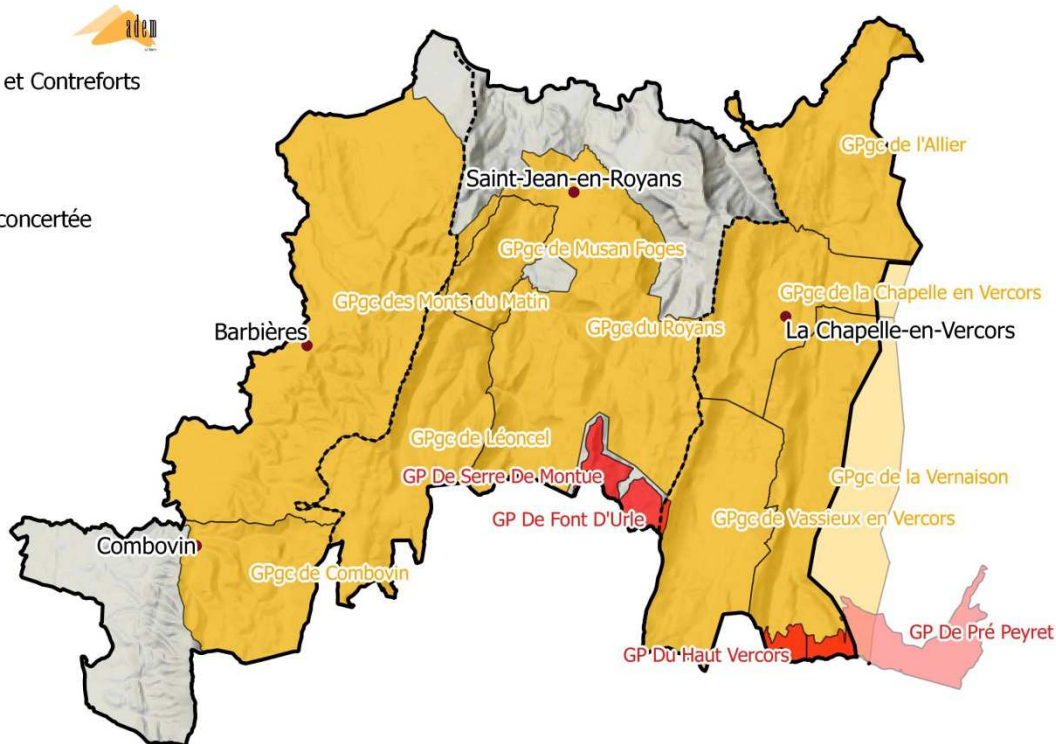 adem
et Contreforts
concertée
GPgc de l'Allier
Saint-Jean-en-Royans
GPgc de Musan Foges
GPgc des Monts du Matin
GPgc de la Chapelle en Vercors
GPgc du Royans
La Chapelle-en-Vercors
Barbières
GPgc de Léoncel
GP De Serre De Montue
GPgc de la Vernaison
GP De Font D'Urle
GPgc de Vassieux en Vercors
Combovin
GPgc de Combovin
GP De Pré Peyret
GP Du Haut Vercors